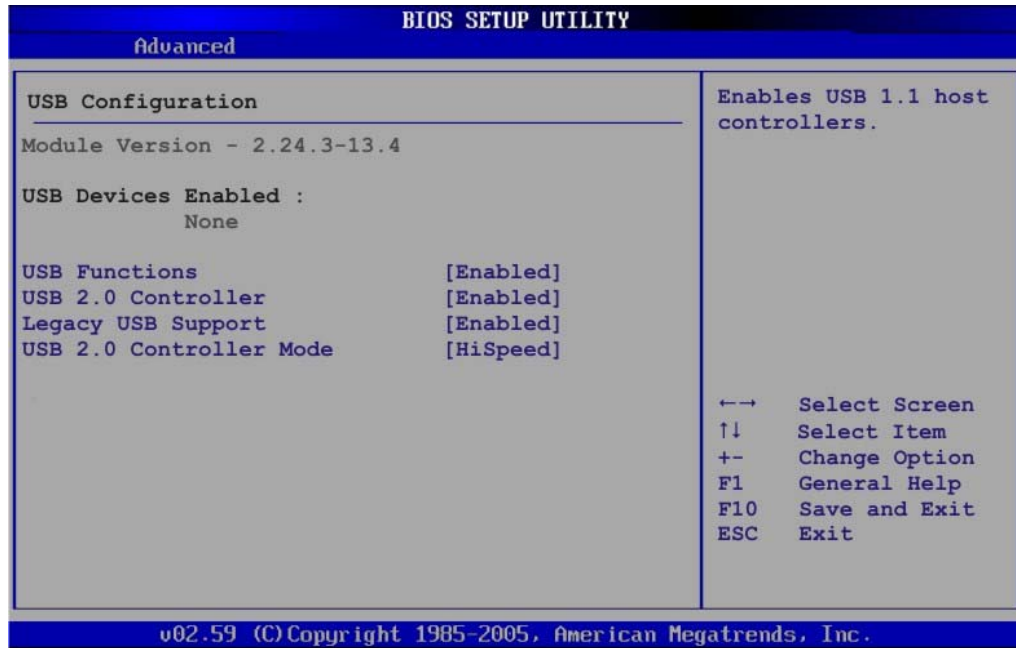 BIOS SETUP UTILITY
Advanced
USB Configuration
Module Version - 2.24.3-13.4
USB Devices Enabled :
None
USB Functions [Enabled]
USB 2.0 Controller [Enabled]
Legacy USB Support [Enabled]
USB 2.0 Controller Mode [HiSpeed]
Enables USB 1.1 host
controllers.
←→ Select Screen
↑↓ Select Item
+- Change Option
F1 General Help
F10 Save and Exit
ESC Exit
v02.59 (C)Copyright 1985-2005, American Megatrends, Inc.